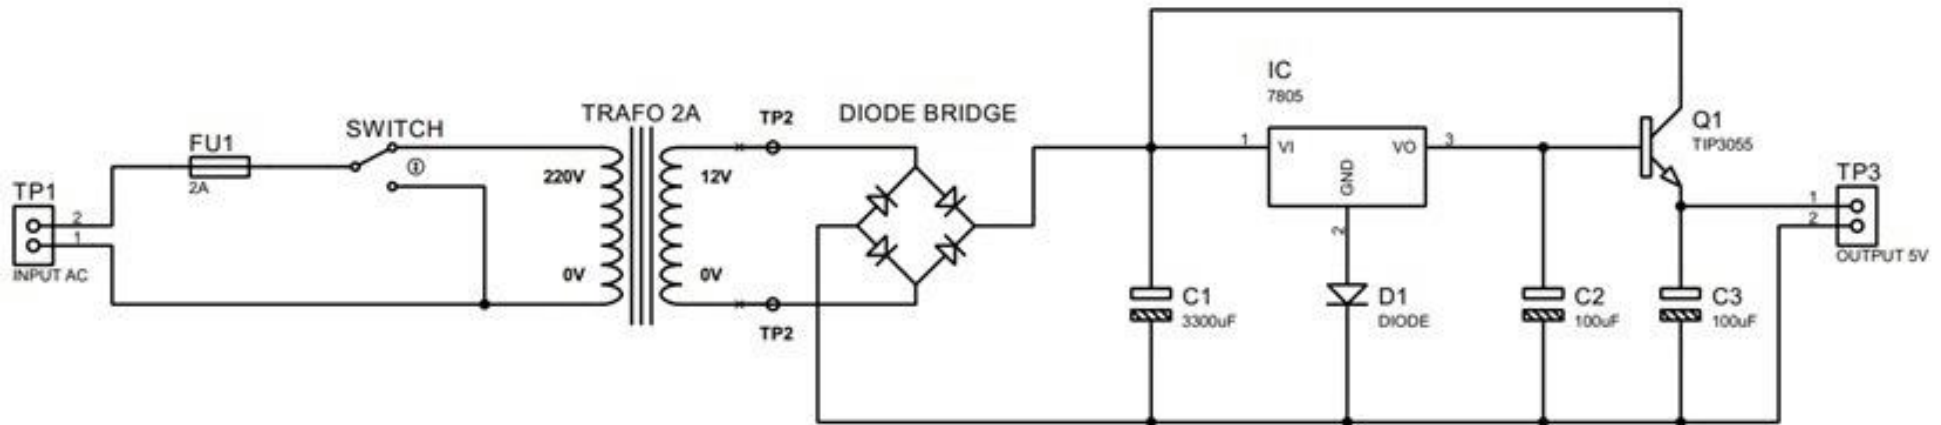 TP1
2
1
INPUT AC
FU1
2A
SWITCH
TRAFO 2A
220V
0V
12V
0V
TP2
TP2
DIODE BRIDGE
C1
3300uF
IC
7805
1
VI
VO
3
GND
2
D1
DIODE
C2
100uF
Q1
TIP3055
C3
100uF
TP3
1
2
OUTPUT 5V